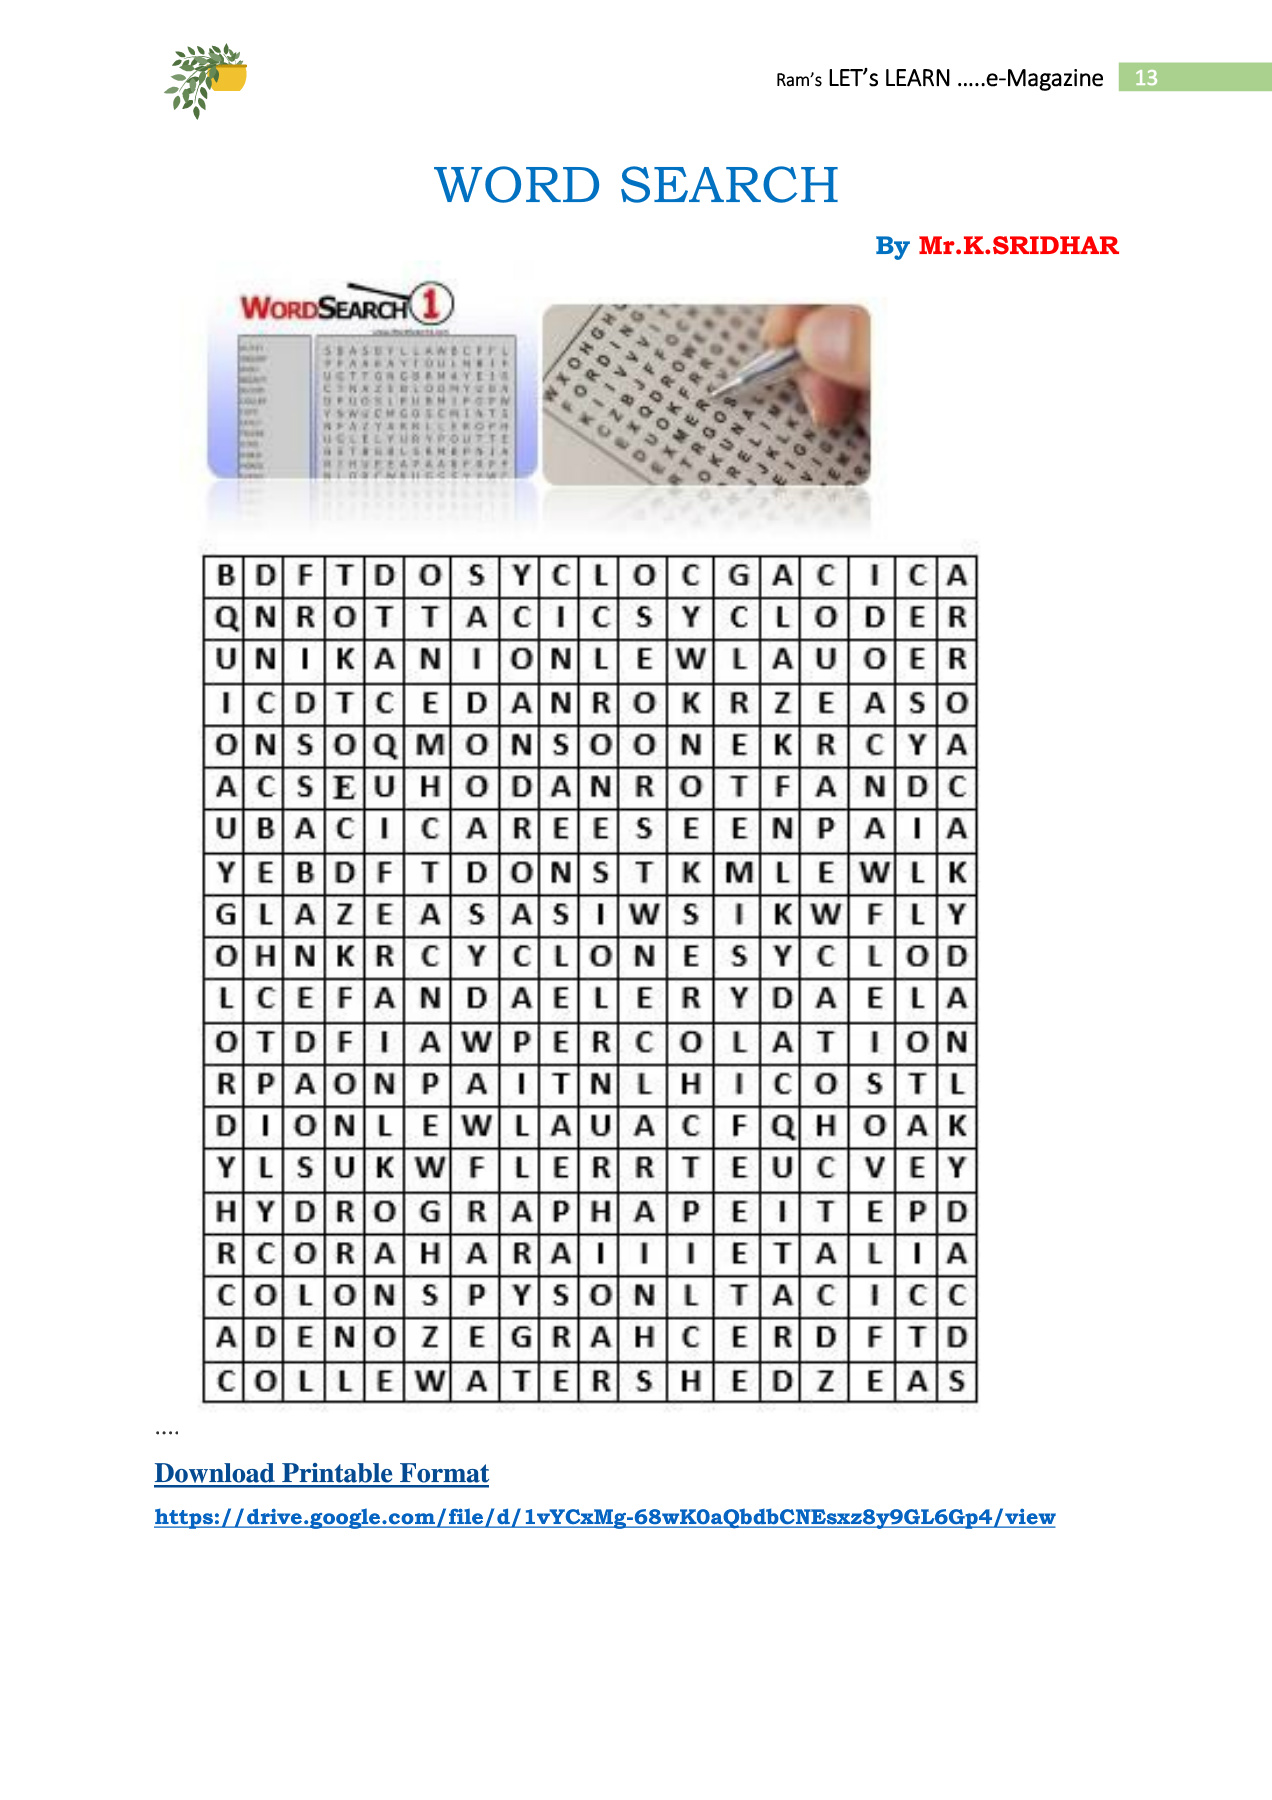 Ram's LET's LEARN .....e-Magazine 13
WORD SEARCH
By Mr.K.SRIDHAR
WORDSEARCH 1
B D F T D O S Y C L O C G A C I C A
Q N R O T T A C I C S Y C L O D E R
U N I K A N I O N L E W L A U O E R
I C D T C E D A N R O K R Z E A S O
O N S O Q M O N S O O N E K R C Y A
A C S E U H O D A N R O T F A N D C
U B A C I C A R E E S E E N P A I A
Y E B D F T D O N S T K M L E W L K
G L A Z E A S A S I W S I K W F L Y
O H N K R C Y C L O N E S Y C L O D
L C E F A N D A E L E R Y D A E L A
O T D F I A W P E R C O L A T I O N
R P A O N P A I T N L H I C O S T L
D I O N L E W L A U A C F Q H O A K
Y L S U K W F L E R R T E U C V E Y
H Y D R O G R A P H A P E I T E P D
R C O R A H A R A I I I E T A L I A
C O L O N S P Y S O N L T A C I C C
A D E N O Z E G R A H C E R D F T D
C O L L E W A T E R S H E D Z E A S
....
Download Printable Format
https://drive.google.com/file/d/1vYCxMg-68wK0aQbdbCNEsxz8y9GL6Gp4/view